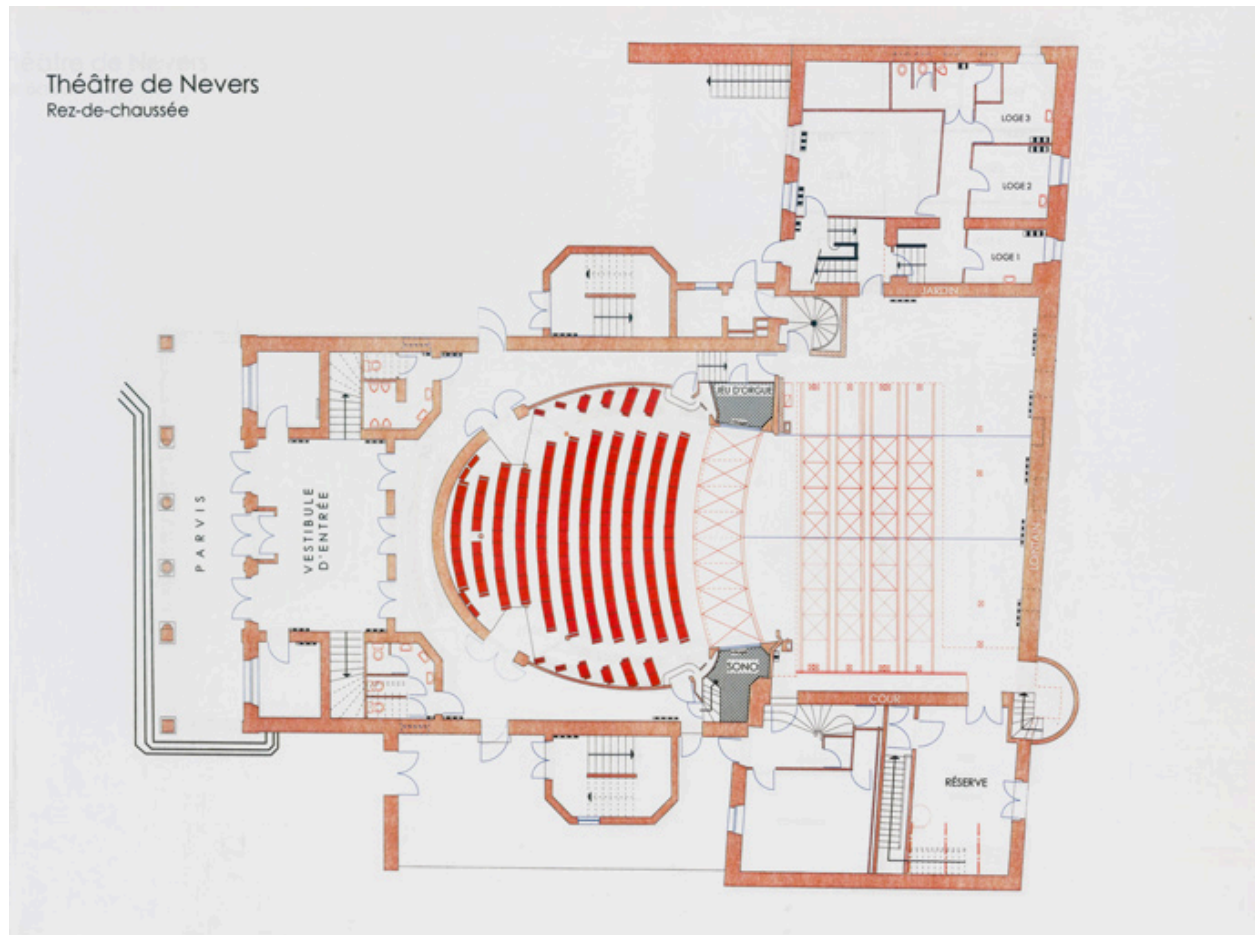 Théâtre de Nevers
Rez-de-chaussée
LOGE 3
LOGE 2
LOGE 1
JARDIN
JEU D'ORGUE
PARVIS
VESTIBULE
D'ENTRÉE
LOINTAIN
SONO
COUR
RÉSERVE